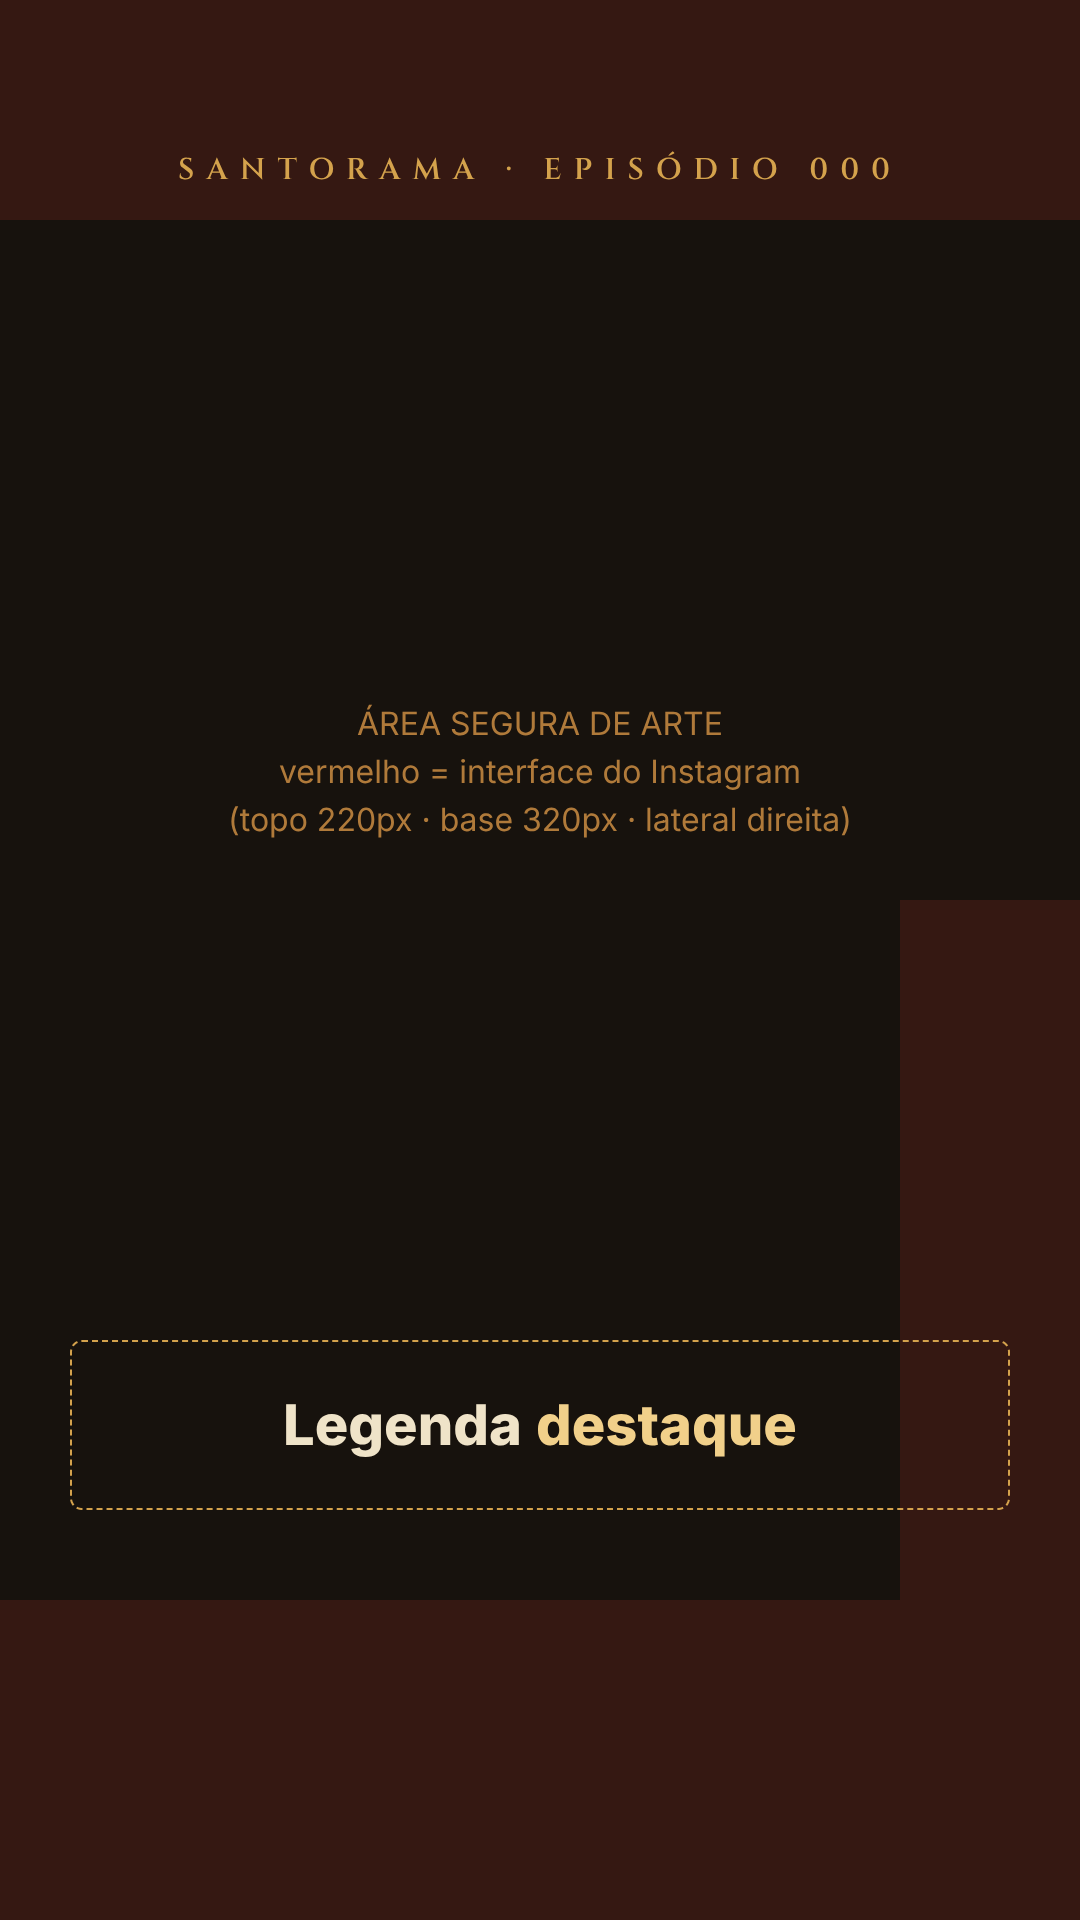 SANTORAMA · EPISÓDIO 000
ÁREA SEGURA DE ARTE
vermelho = interface do Instagram
(topo 220px · base 320px · lateral direita)
Legenda destaque